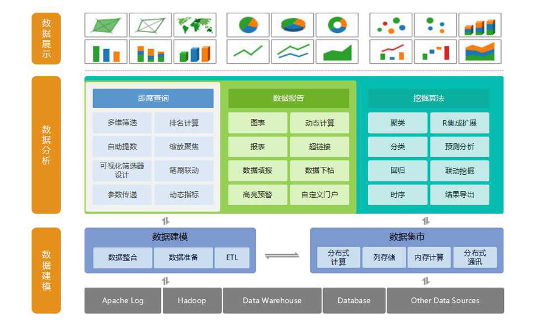 数据展示
数据分析
即席查询
多维筛选
排名计算
自助提数
缩放聚焦
可视化筛选器
设计
笔刷联动
参数传递
动态指标
数据报告
图表
动态计算
报表
超链接
数据填报
数据下钻
高亮预警
自定义门户
挖掘算法
聚类
R集成扩展
分类
预测分析
回归
联动挖掘
时序
结果导出
数据建模
数据建模
数据整合
数据准备
ETL
数据集市
分布式
计算
列存储
内存计算
分布式
通讯
Apache Log
Hadoop
Data Warehouse
Database
Other Data Sources